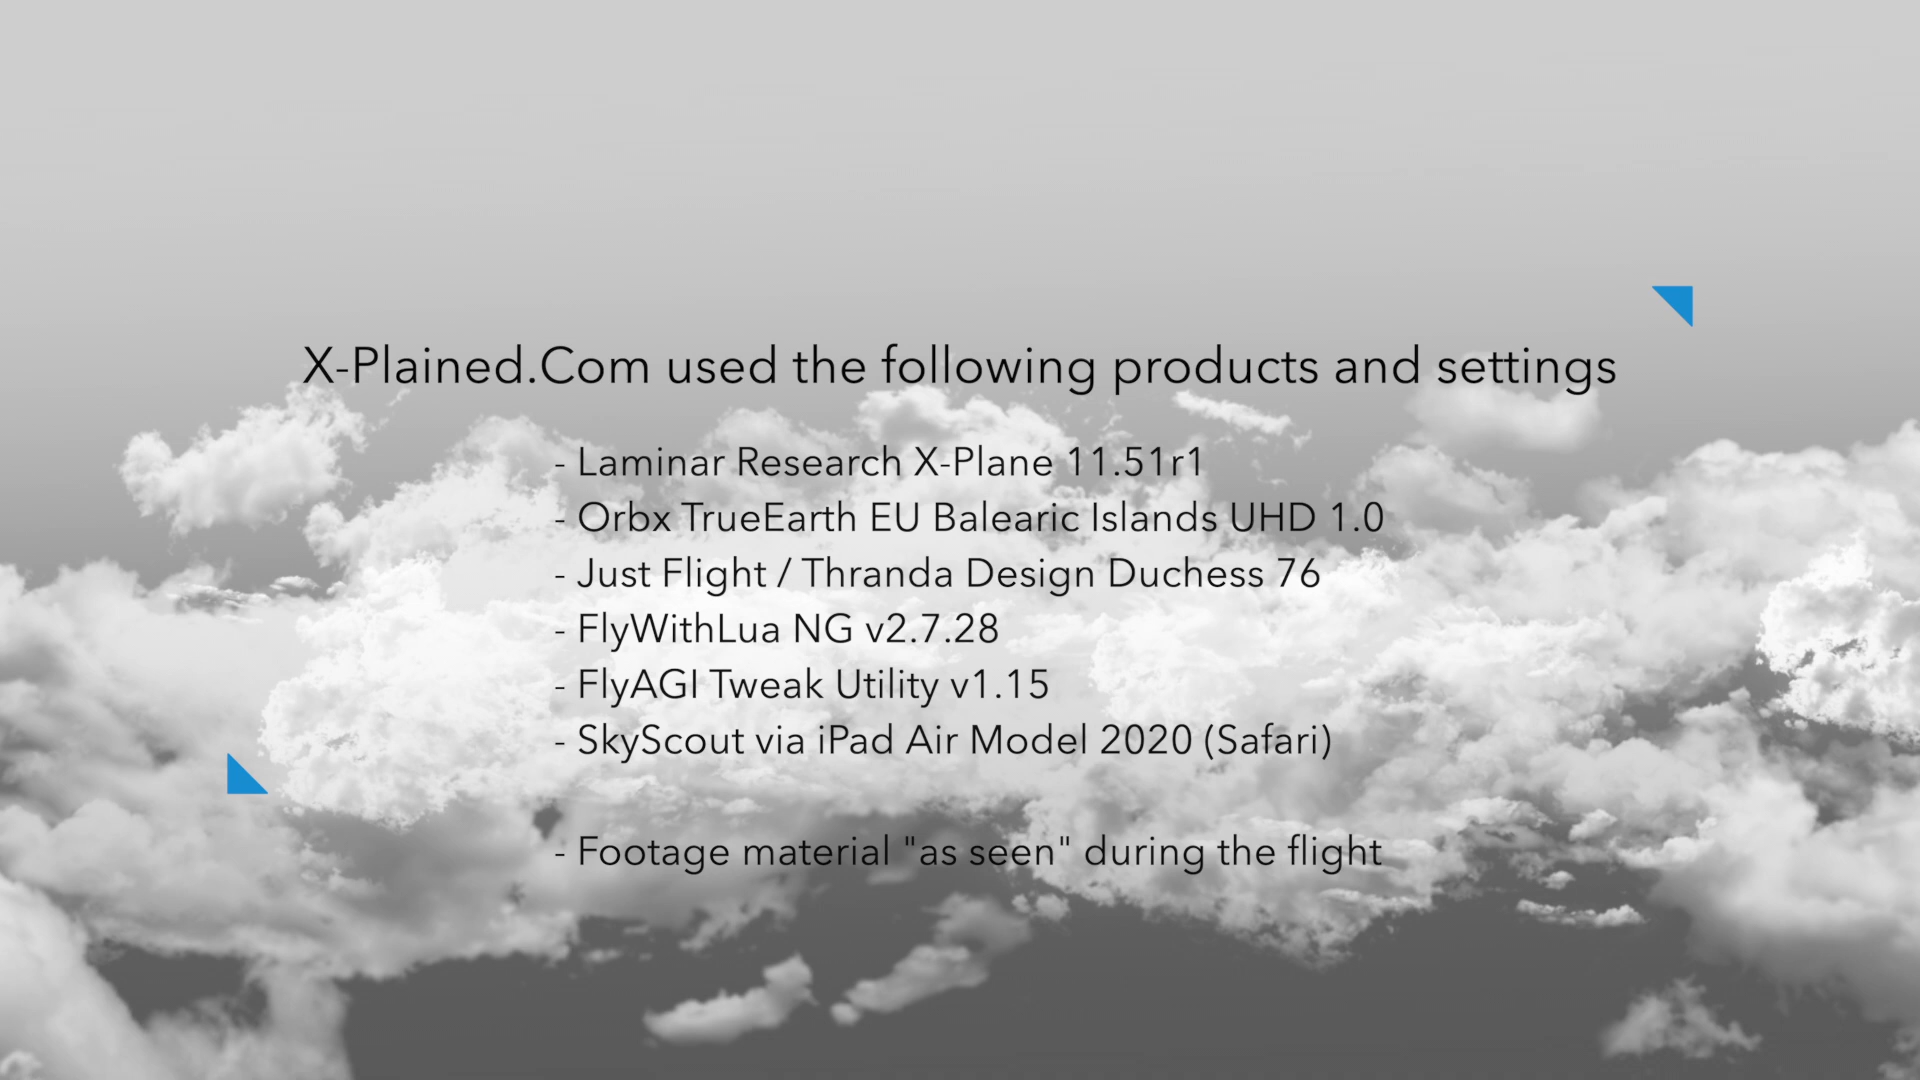 X-Plained.Com used the following products and settings
- Laminar Research X-Plane 11.51r1
- Orbx TrueEarth EU Balearic Islands UHD 1.0
- Just Flight / Thranda Design Duchess 76
- FlyWithLua NG v2.7.28
- FlyAGI Tweak Utility v1.15
- SkyScout via iPad Air Model 2020 (Safari)
- Footage material "as seen" during the flight